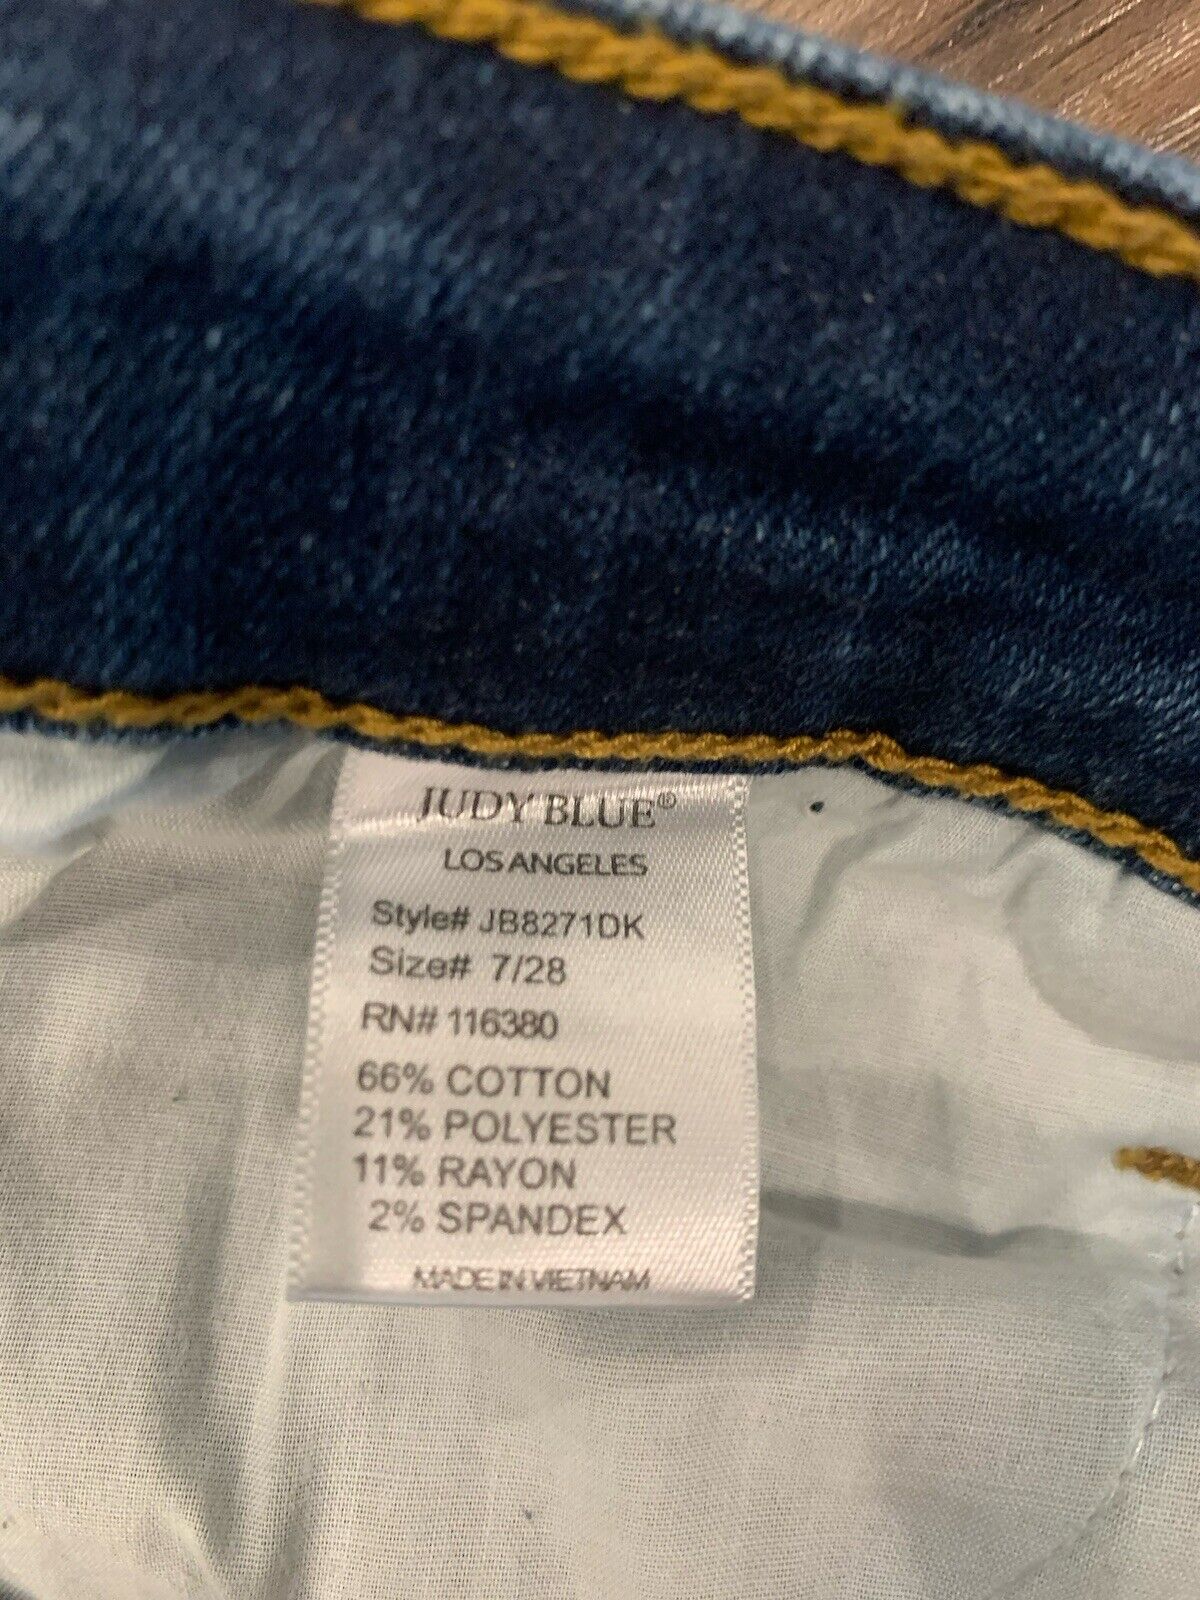 JUDY BLUE®
LOS ANGELES
Style# JB8271DK
Size# 7/28
RN# 116380
66% COTTON
21% POLYESTER
11% RAYON
2% SPANDEX
MADE IN VIETNAM